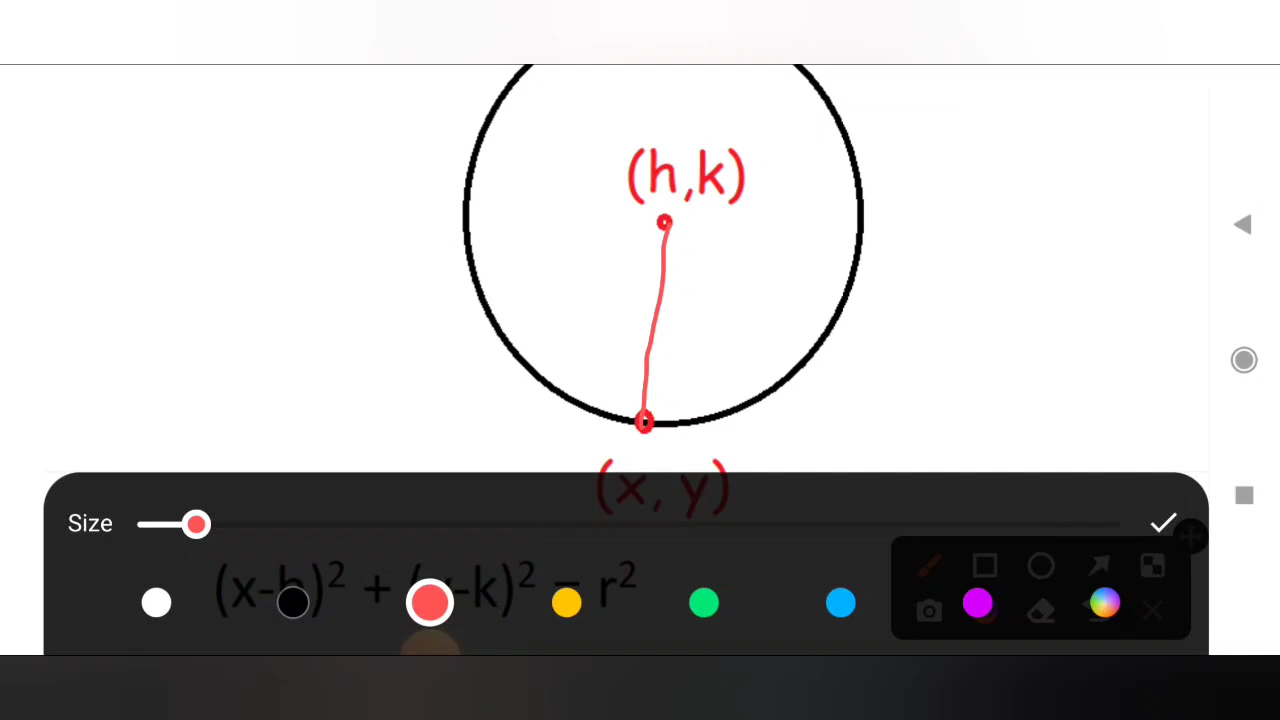 (h,k)
(x, y)
Size
(x-h)² + (y-k)² = r²